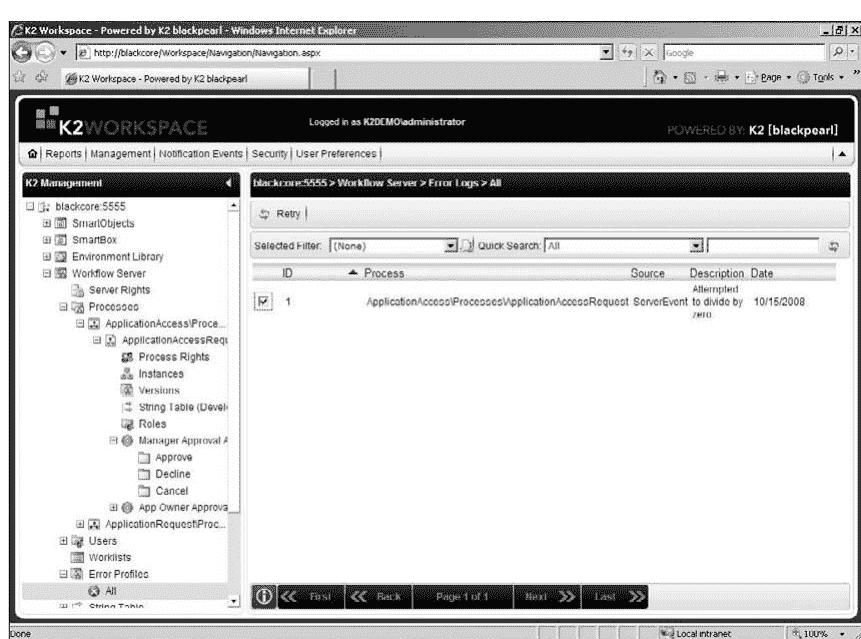 K2 Workspace - Powered by K2 blackpearl - Windows Internet Explorer
http://blackcore/Workspace/Navigation/Navigation.aspx
Google
K2 Workspace - Powered by K2 blackpearl
Page
Tools
K2WORKSPACE
Logged in as K2DEMO\administrator
POWERED BY: K2 [blackpearl]
Reports | Management | Notification Events | Security | User Preferences |
K2 Management
blackcore:5555 > Workflow Server > Error Logs > All
blackcore:5555
SmartObjects
SmartBox
Environment Library
Workflow Server
Server Rights
Processes
ApplicationAccess\Proce...
ApplicationAccessRequ
Process Rights
Instances
Versions
String Table (Devel
Roles
Manager Approval A
Approve
Decline
Cancel
App Owner Approva
ApplicationRequest\Proc...
Users
Worklists
Error Profiles
All
String Table
Retry
Selected Filter: (None) Quick Search: All
ID Process Source Description Date
1 ApplicationAccess\Processes\ApplicationAccessRequest ServerEvent Attempted to divide by zero. 10/15/2008
First Back Page 1 of 1 Next Last
Done
Local intranet
100%